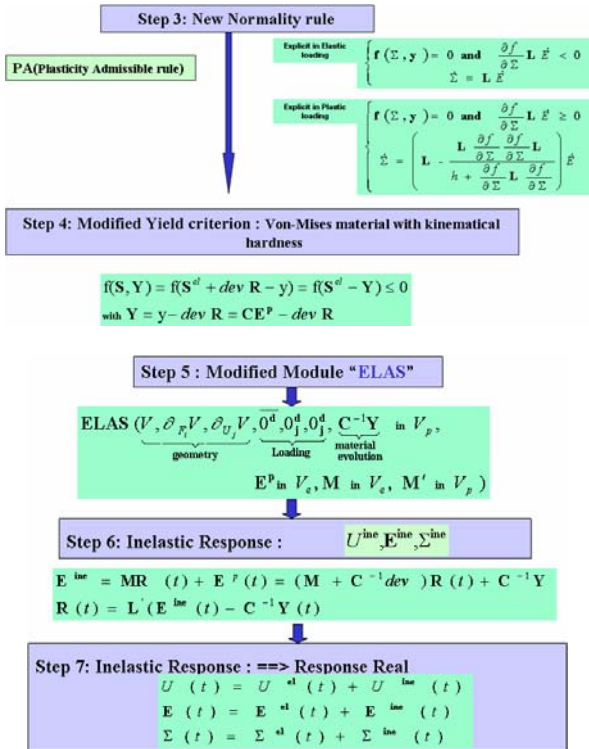 Step 3: New Normality rule
PA(Plasticity Admissible rule)
Explicit in Elastic loading
f (Σ, y) = 0 and ∂f/∂Σ L Ė < 0
Σ̇ = L Ė
Explicit in Plastic loading
f (Σ, y) = 0 and ∂f/∂Σ L Ė ≥ 0
Σ̇ = ( L - (L ∂f/∂Σ ∂f/∂Σ L) / (h + ∂f/∂Σ L ∂f/∂Σ) ) Ė
Step 4: Modified Yield criterion : Von-Mises material with kinematical
hardness
f(S, Y) = f(S^el + dev R - y) = f(S^el - Y) ≤ 0
with Y = y - dev R = CE^p - dev R
Step 5 : Modified Module "ELAS"
ELAS (V, ∂_{F_i}V, ∂_{U_j}V, 0^d, 0_j^d, 0_j^d, C^-1 Y in V_p,
geometry Loading material evolution
E^p in V_e, M in V_e, M' in V_p)
Step 6: Inelastic Response : U^ine, E^ine, Σ^ine
E^ine = MR (t) + E^p (t) = (M + C^-1 dev) R (t) + C^-1 Y
R (t) = L' (E^ine (t) - C^-1 Y (t)
Step 7: Inelastic Response : ==> Response Real
U (t) = U^el (t) + U^ine (t)
E (t) = E^el (t) + E^ine (t)
Σ (t) = Σ^el (t) + Σ^ine (t)